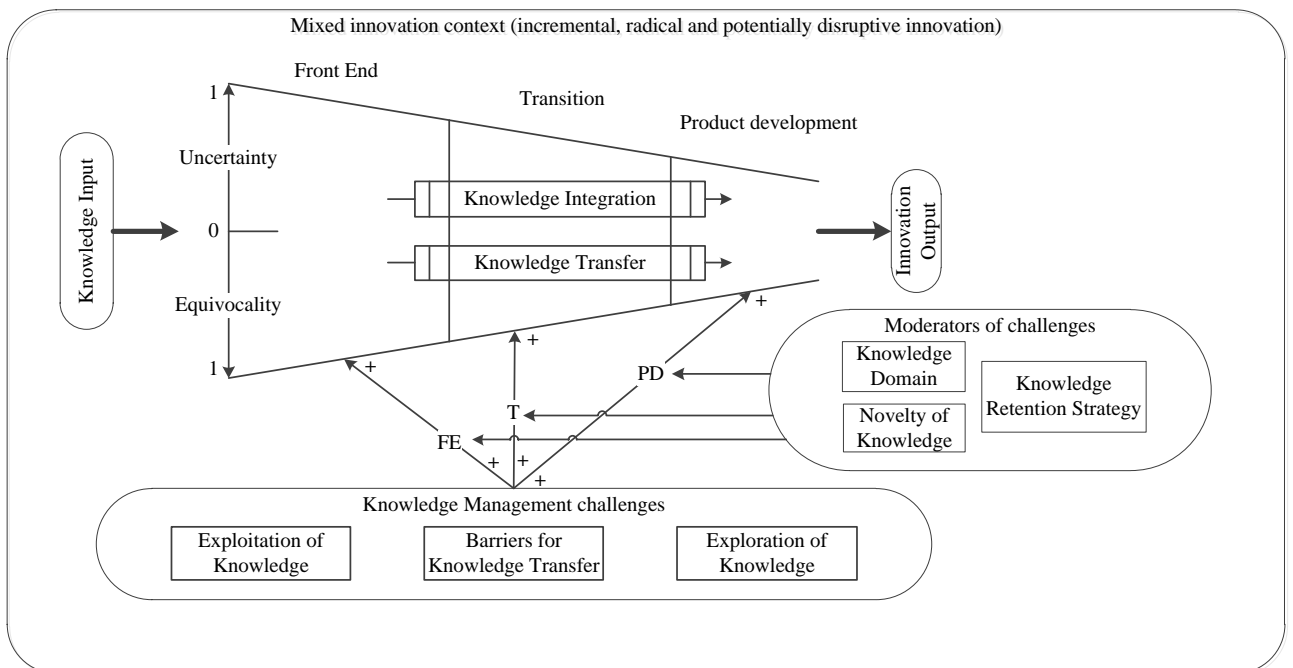 Mixed innovation context (incremental, radical and potentially disruptive innovation)
Front End
Transition
Product development
1
Uncertainty
0
Equivocality
1
Knowledge Input
Knowledge Integration
Knowledge Transfer
Innovation
Output
+
+
+
PD
T
FE
+
+
+
Moderators of challenges
Knowledge
Domain
Novelty of
Knowledge
Knowledge
Retention Strategy
Knowledge Management challenges
Exploitation of
Knowledge
Barriers for
Knowledge Transfer
Exploration of
Knowledge